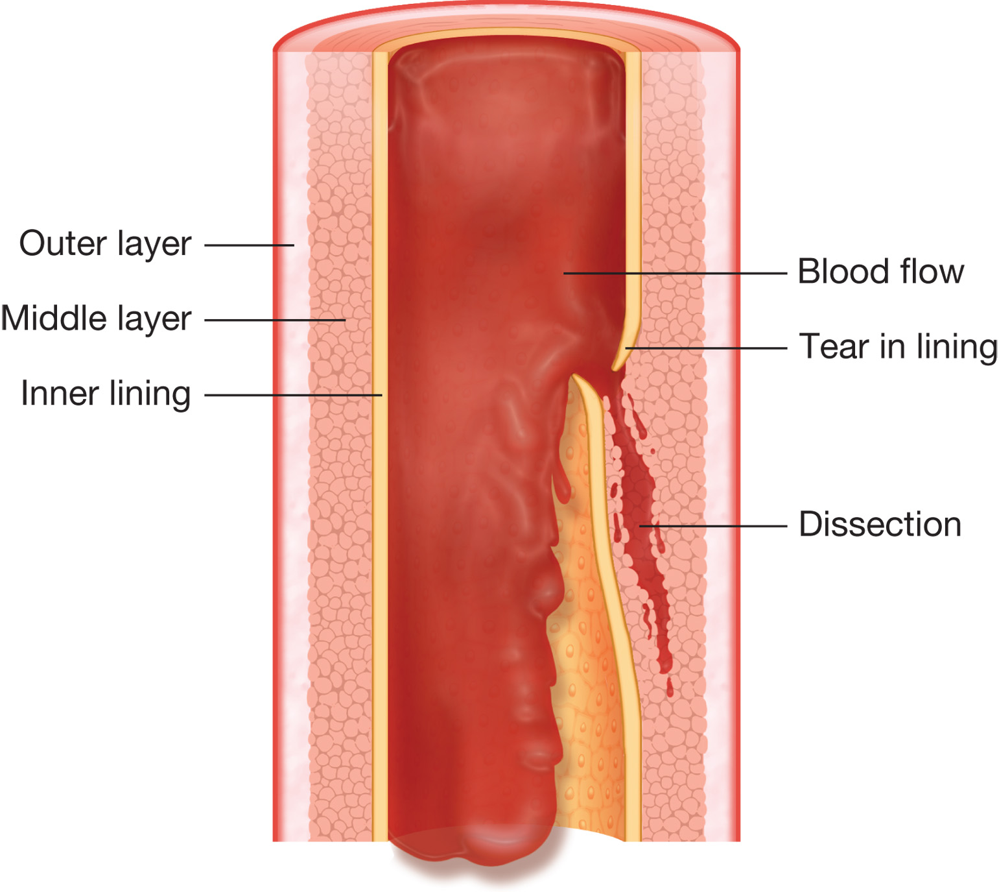 Outer layer
Middle layer
Inner lining
Blood flow
Tear in lining
Dissection